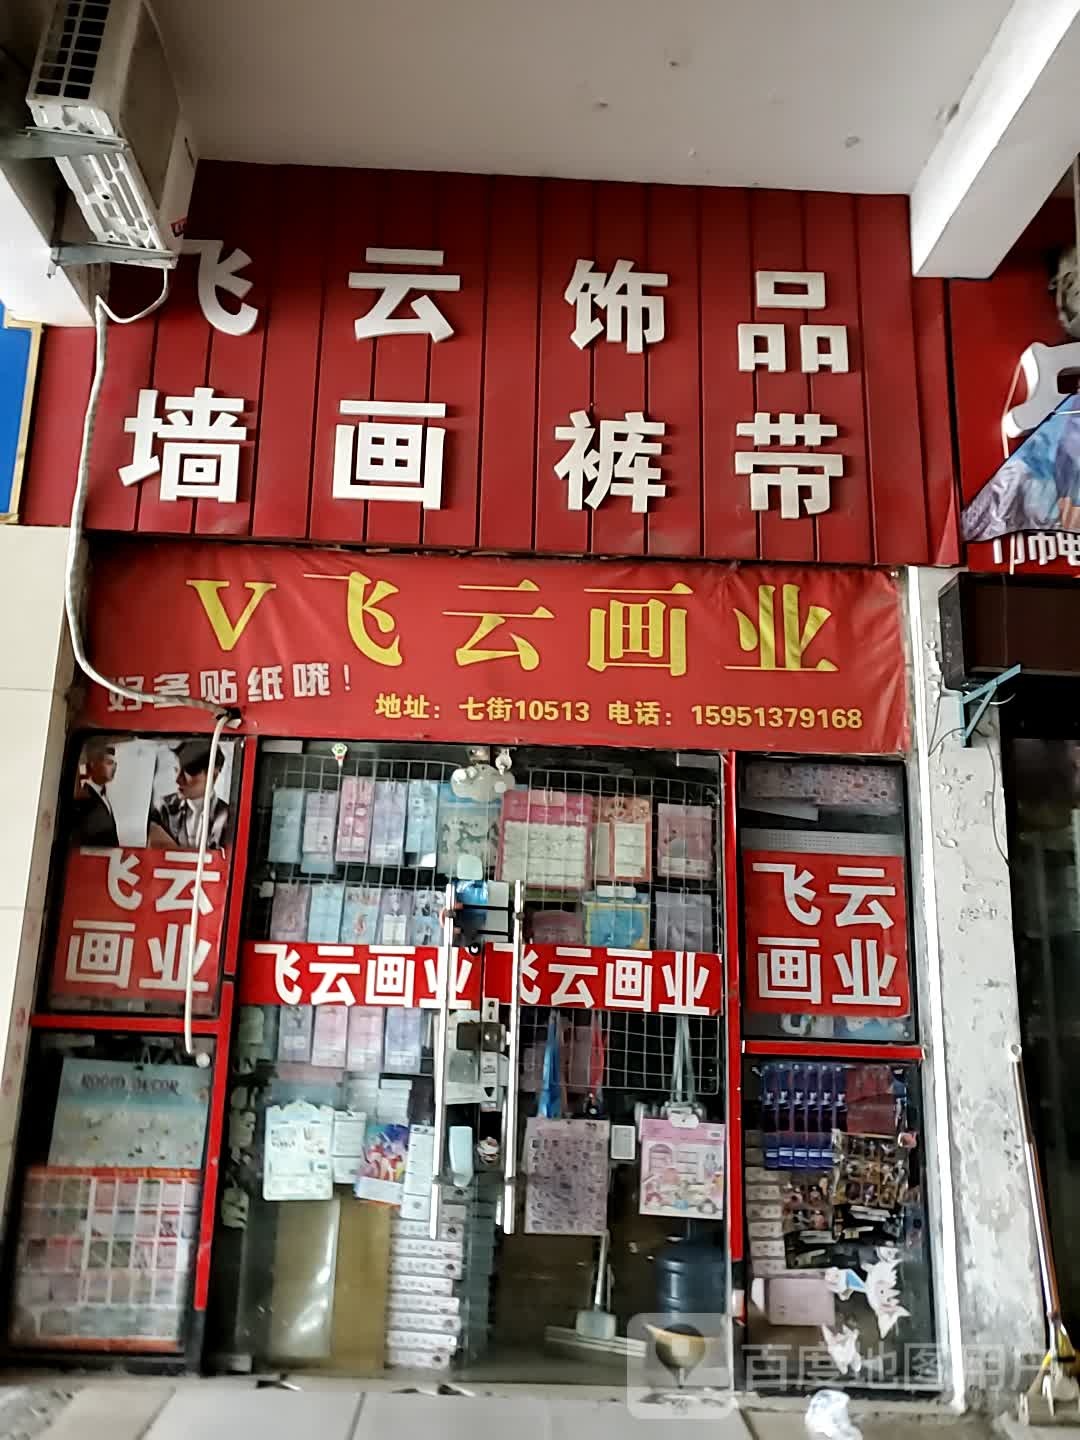 飞云饰品
墙画裤带
V飞云画业
好多贴纸哦！
地址：七街10513 电话：15951379168
飞云
画业
飞云画业
飞云画业
飞云
画业
ROOM DECOR
百度地图用户